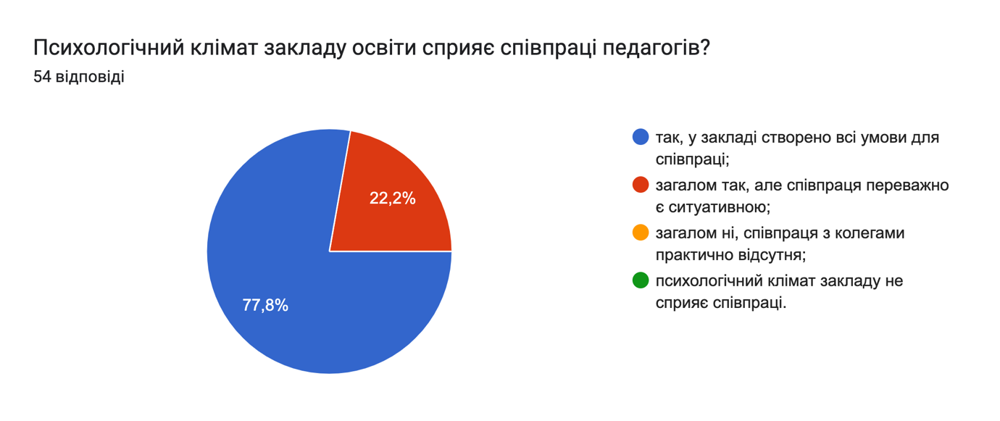 Психологічний клімат закладу освіти сприяє співпраці педагогів?
54 відповіді
22,2%
77,8%
так, у закладі створено всі умови для
співпраці;
загалом так, але співпраця переважно
є ситуативною;
загалом ні, співпраця з колегами
практично відсутня;
психологічний клімат закладу не
сприяє співпраці.